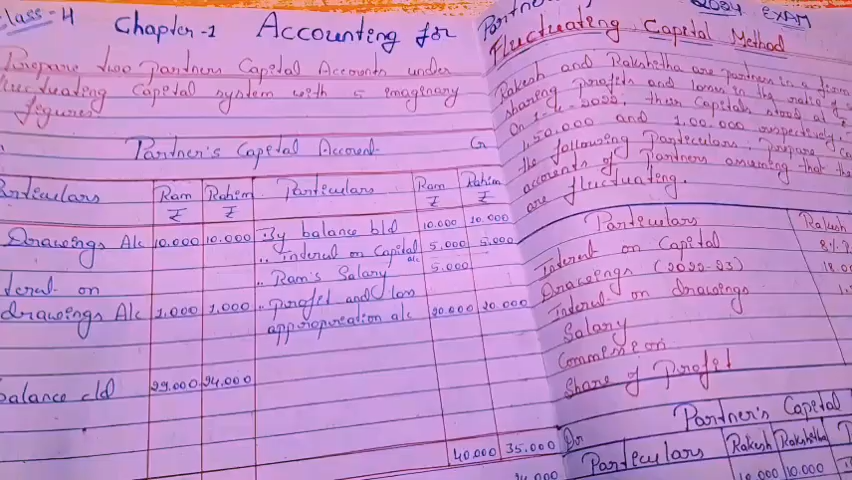 Class-4
Chapter-1 Accounting for
Prepare two Partners Capital Accounts under
fluctuating Capital system with 5 imaginary
figures.
Partner's Capital Account
Cr
Particulars Ram Rahim Particulars Ram Rahim
₹ ₹ ₹ ₹
Drawings A/c 10.000 10.000 By balance b/d 10.000 10.000
,, interest on Capital a/c 5.000 5.000
,, Ram's Salary 5.000
on
drawings A/c 1.000 1.000 ,, profit and loss
appropriation a/c 20.000 20.000
balance c/d 29.000 24.000
40.000 35.000
2024 EXAM
Fluctuating Capital Method
Rakesh and Rakshitha are partners in a firm
sharing profits and losses in the ratio of
On 1-4-2022, their capitals stood at
1,50,000 and 1,00,000 respectively.
the following Particulars, prepare
accounts of Partners assuming that the
are fluctuating.
Particulars Rakesh
Interest on Capital 8%
Drawings (2022-23)
Interest on drawings
Salary
Commission
Share of Profit
Partner's Capital
Dr
Particulars Rakesh Rakshitha
10.000